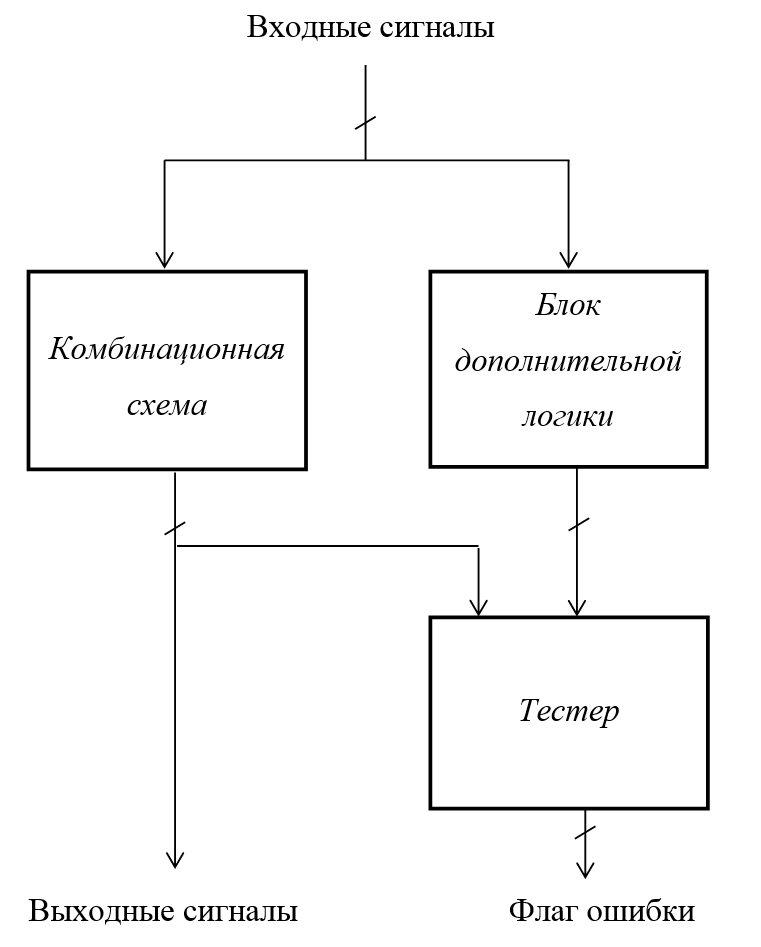 Входные сигналы
Комбинационная
схема
Блок
дополнительной
логики
Тестер
Выходные сигналы
Флаг ошибки